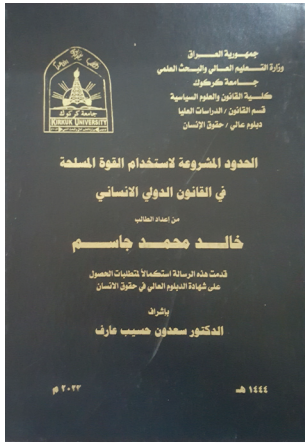 جمهورية العراق
وزارة التعليم العالي والبحث العلمي
جامعة كركوك
كلية القانون والعلوم السياسية
قسم القانون / الدراسات العليا
دبلوم عالي / حقوق الإنسان
جامعة كركوك
KIRKUK UNIVERSITY
الحدود المشروعة لاستخدام القوة المسلحة
في القانون الدولي الانساني
من إعداد الطالب
خالد محمد جاسم
قدمت هذه الرسالة استكمالاً لمتطلبات الحصول
على شهادة الدبلوم العالي في حقوق الانسان
بإشراف
الدكتور سعدون حسيب عارف
١٤٤٤ هـ
٢٠٢٣ م